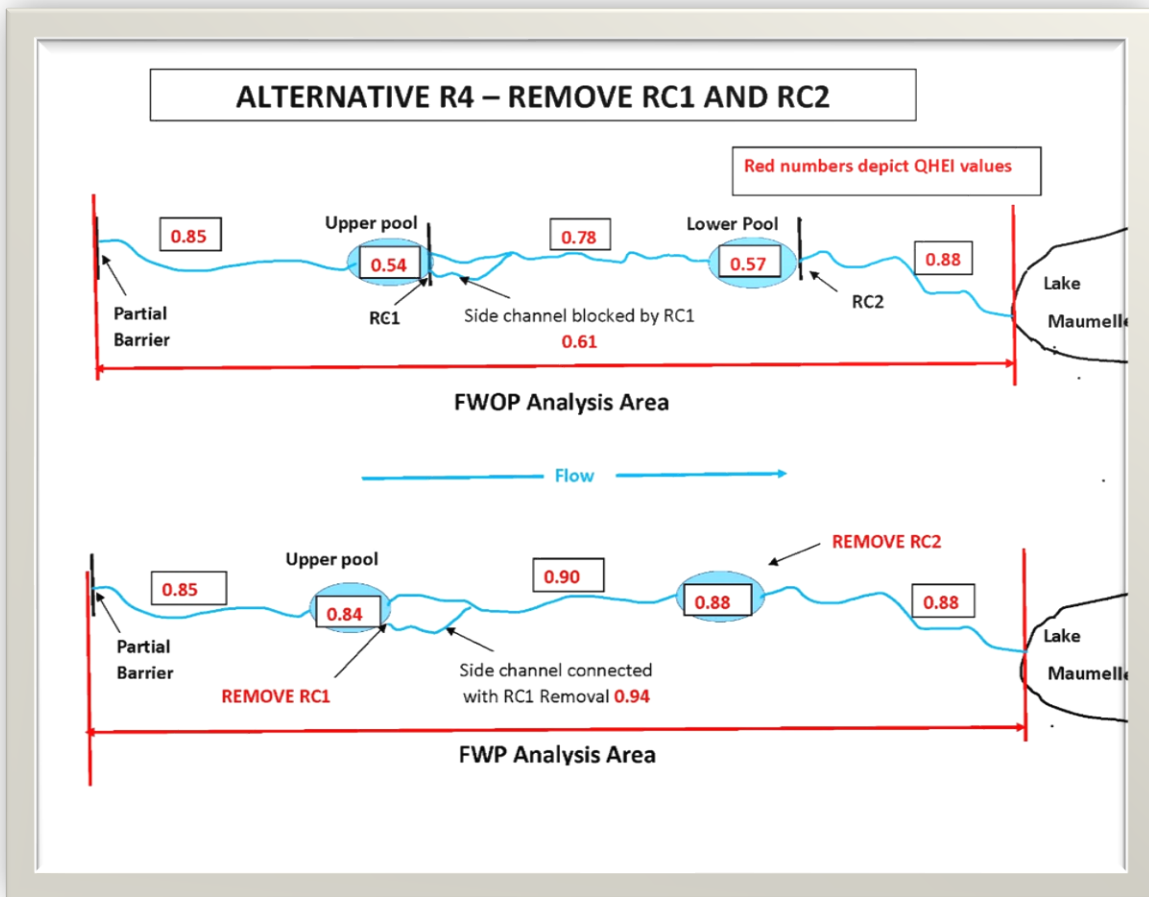 ALTERNATIVE R4 – REMOVE RC1 AND RC2
Red numbers depict QHEI values
0.85
Upper pool
0.54
0.78
Lower Pool
0.57
0.88
Partial
Barrier
RC1
Side channel blocked by RC1
0.61
RC2
Lake
Maumelle
FWOP Analysis Area
Flow
REMOVE RC2
Upper pool
0.85
0.84
0.90
0.88
0.88
Partial
Barrier
REMOVE RC1
Side channel connected
with RC1 Removal 0.94
Lake
Maumelle
FWP Analysis Area